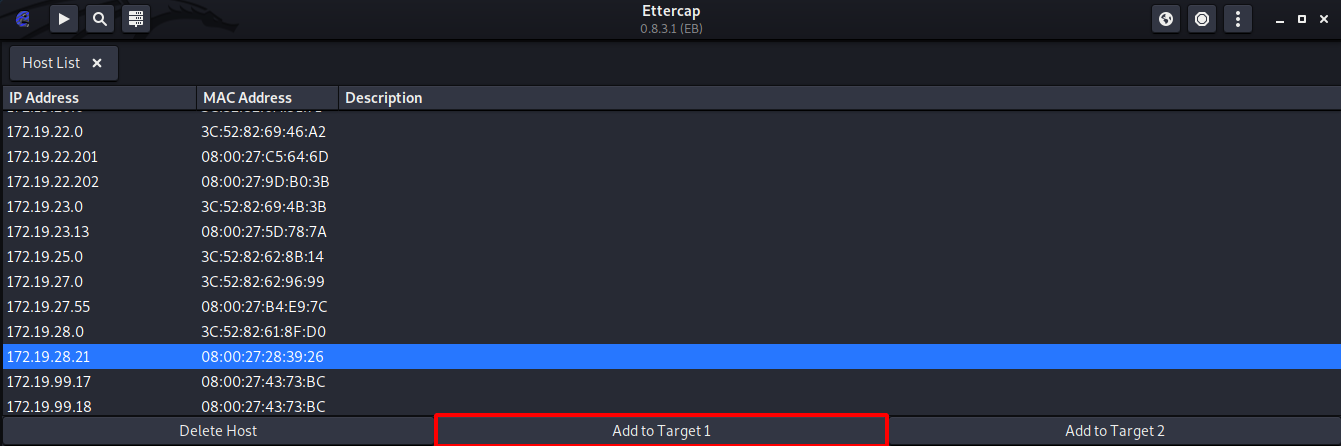 Ettercap
0.8.3.1 (EB)
Host List ×
IP Address MAC Address Description
172.19.22.0 3C:52:82:69:46:A2
172.19.22.201 08:00:27:C5:64:6D
172.19.22.202 08:00:27:9D:B0:3B
172.19.23.0 3C:52:82:69:4B:3B
172.19.23.13 08:00:27:5D:78:7A
172.19.25.0 3C:52:82:62:8B:14
172.19.27.0 3C:52:82:62:96:99
172.19.27.55 08:00:27:B4:E9:7C
172.19.28.0 3C:52:82:61:8F:D0
172.19.28.21 08:00:27:28:39:26
172.19.99.17 08:00:27:43:73:BC
172.19.99.18 08:00:27:43:73:BC
Delete Host Add to Target 1 Add to Target 2